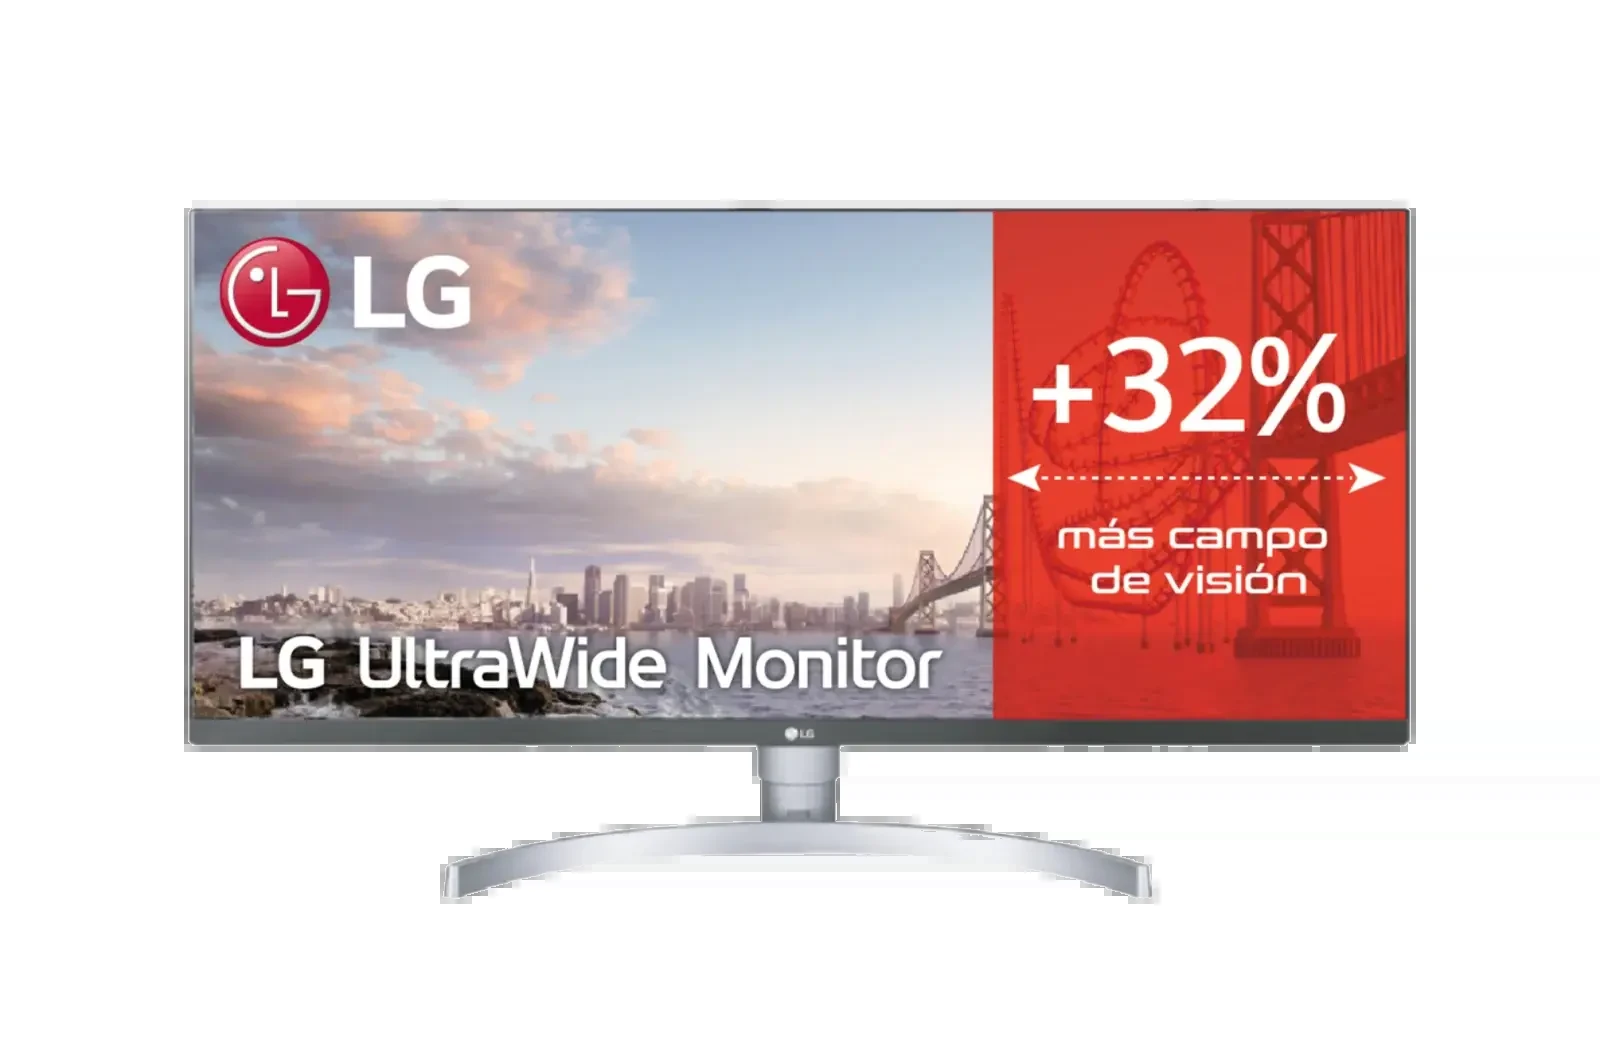 LG
+32%
más campo
de visión
LG UltraWide Monitor
LG